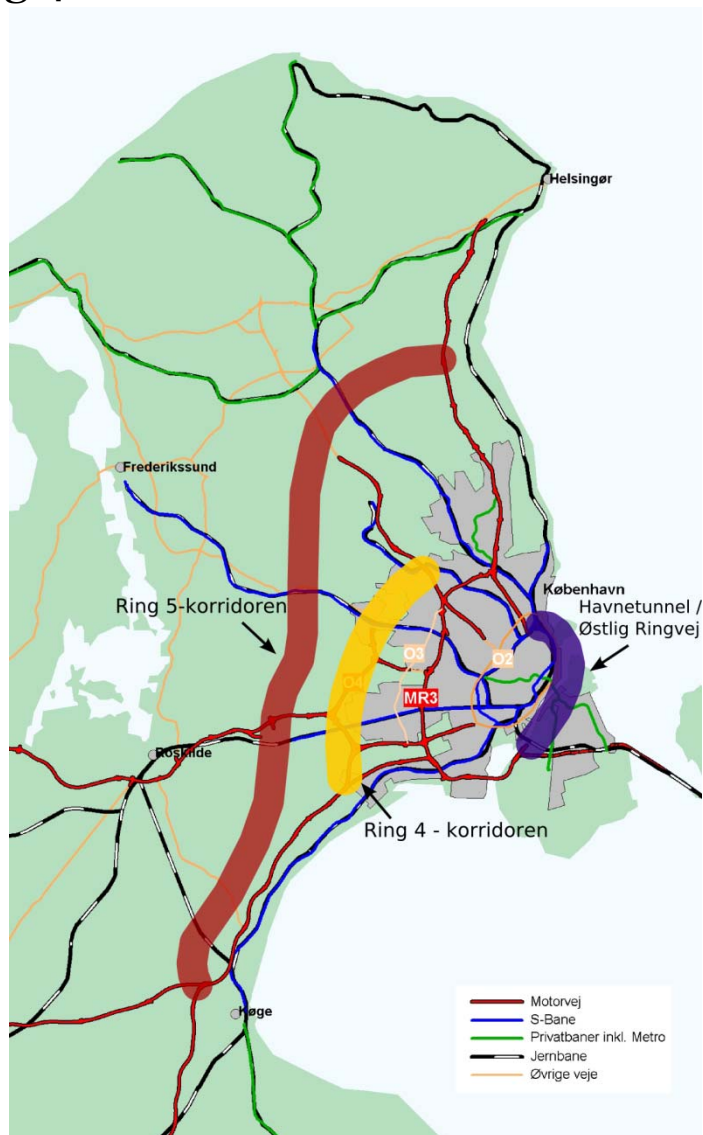 Helsingør
Frederikssund
København
Havnetunnel /
Østlig Ringvej
Ring 5-korridoren
O3
O2
O4
MR3
Roskilde
Ring 4 - korridoren
Køge
Motorvej
S-Bane
Privatbaner inkl. Metro
Jernbane
Øvrige veje